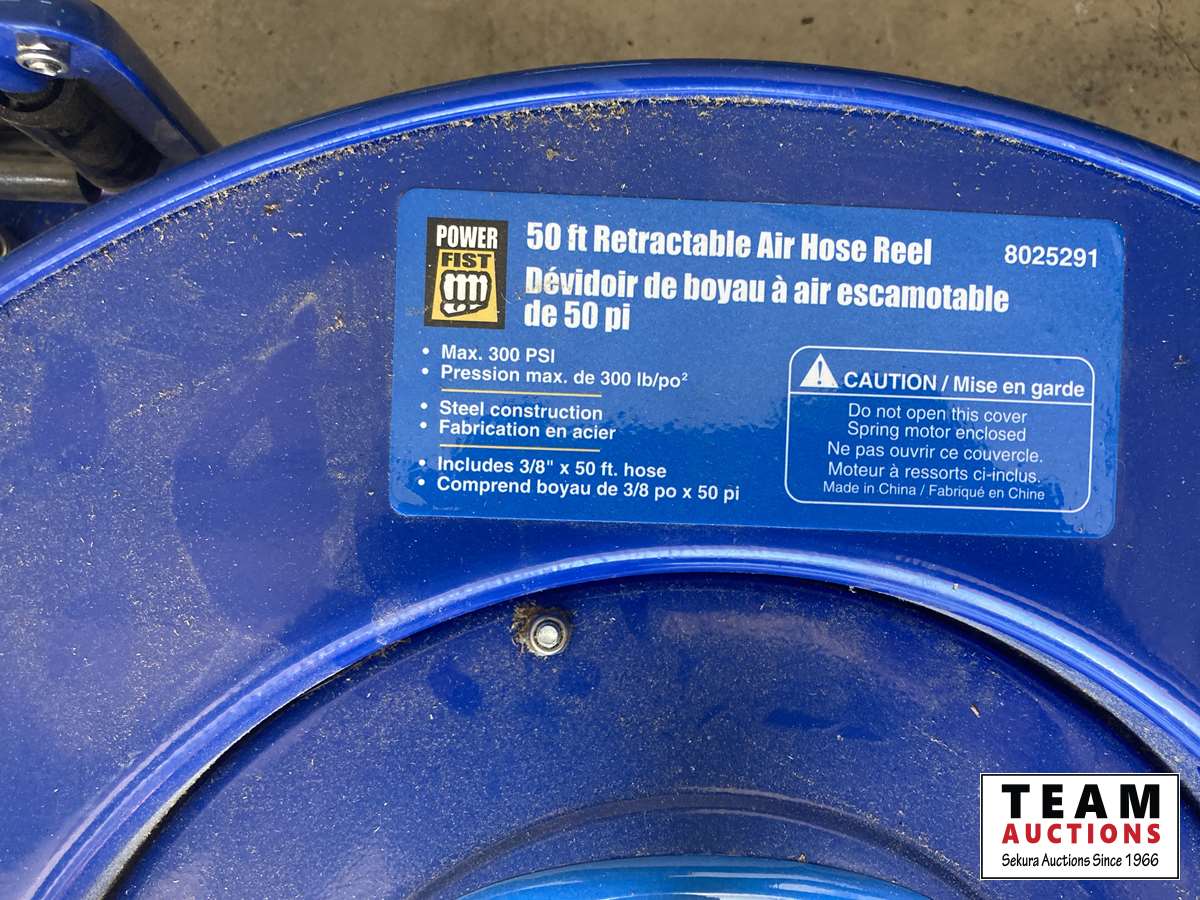 POWER
FIST
50 ft Retractable Air Hose Reel
8025291
Dévidoir de boyau à air escamotable
de 50 pi
• Max. 300 PSI
• Pression max. de 300 lb/po²
• Steel construction
• Fabrication en acier
• Includes 3/8" x 50 ft. hose
• Comprend boyau de 3/8 po x 50 pi
CAUTION / Mise en garde
Do not open this cover
Spring motor enclosed
Ne pas ouvrir ce couvercle.
Moteur à ressorts ci-inclus.
Made in China / Fabriqué en Chine
TEAM
AUCTIONS
Sekura Auctions Since 1966